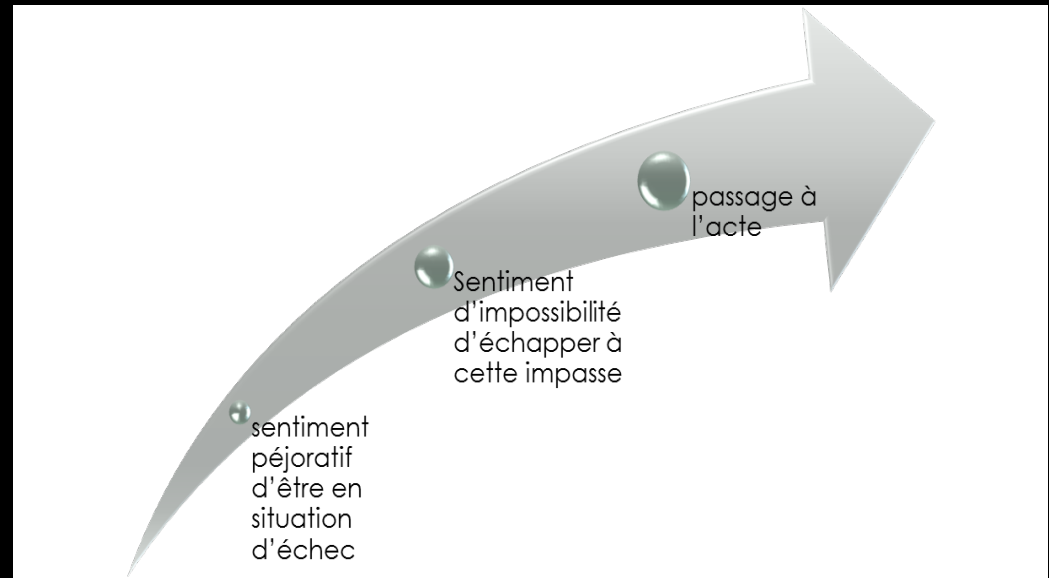 passage à
l'acte
Sentiment
d'impossibilité
d'échapper à
cette impasse
sentiment
péjoratif
d'être en
situation
d'échec